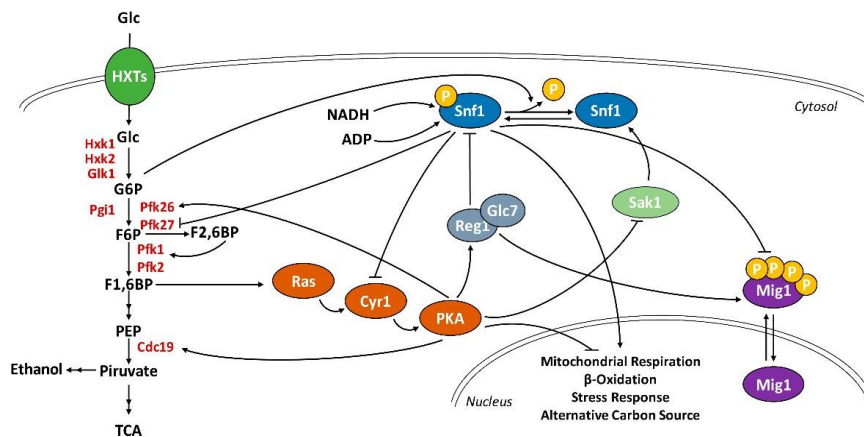 Glc
HXTs
Cytosol
P
P
Snf1
Snf1
NADH
ADP
Glc
Hxk1
Hxk2
Glk1
G6P
Pgi1
Pfk26
Pfk27
F6P
F2,6BP
Pfk1
Pfk2
F1,6BP
Sak1
Glc7
Reg1
P
P
P
P
Mig1
Ras
Cyr1
PKA
PEP
Cdc19
Ethanol
Piruvate
TCA
Mitochondrial Respiration
β-Oxidation
Stress Response
Alternative Carbon Source
Nucleus
Mig1